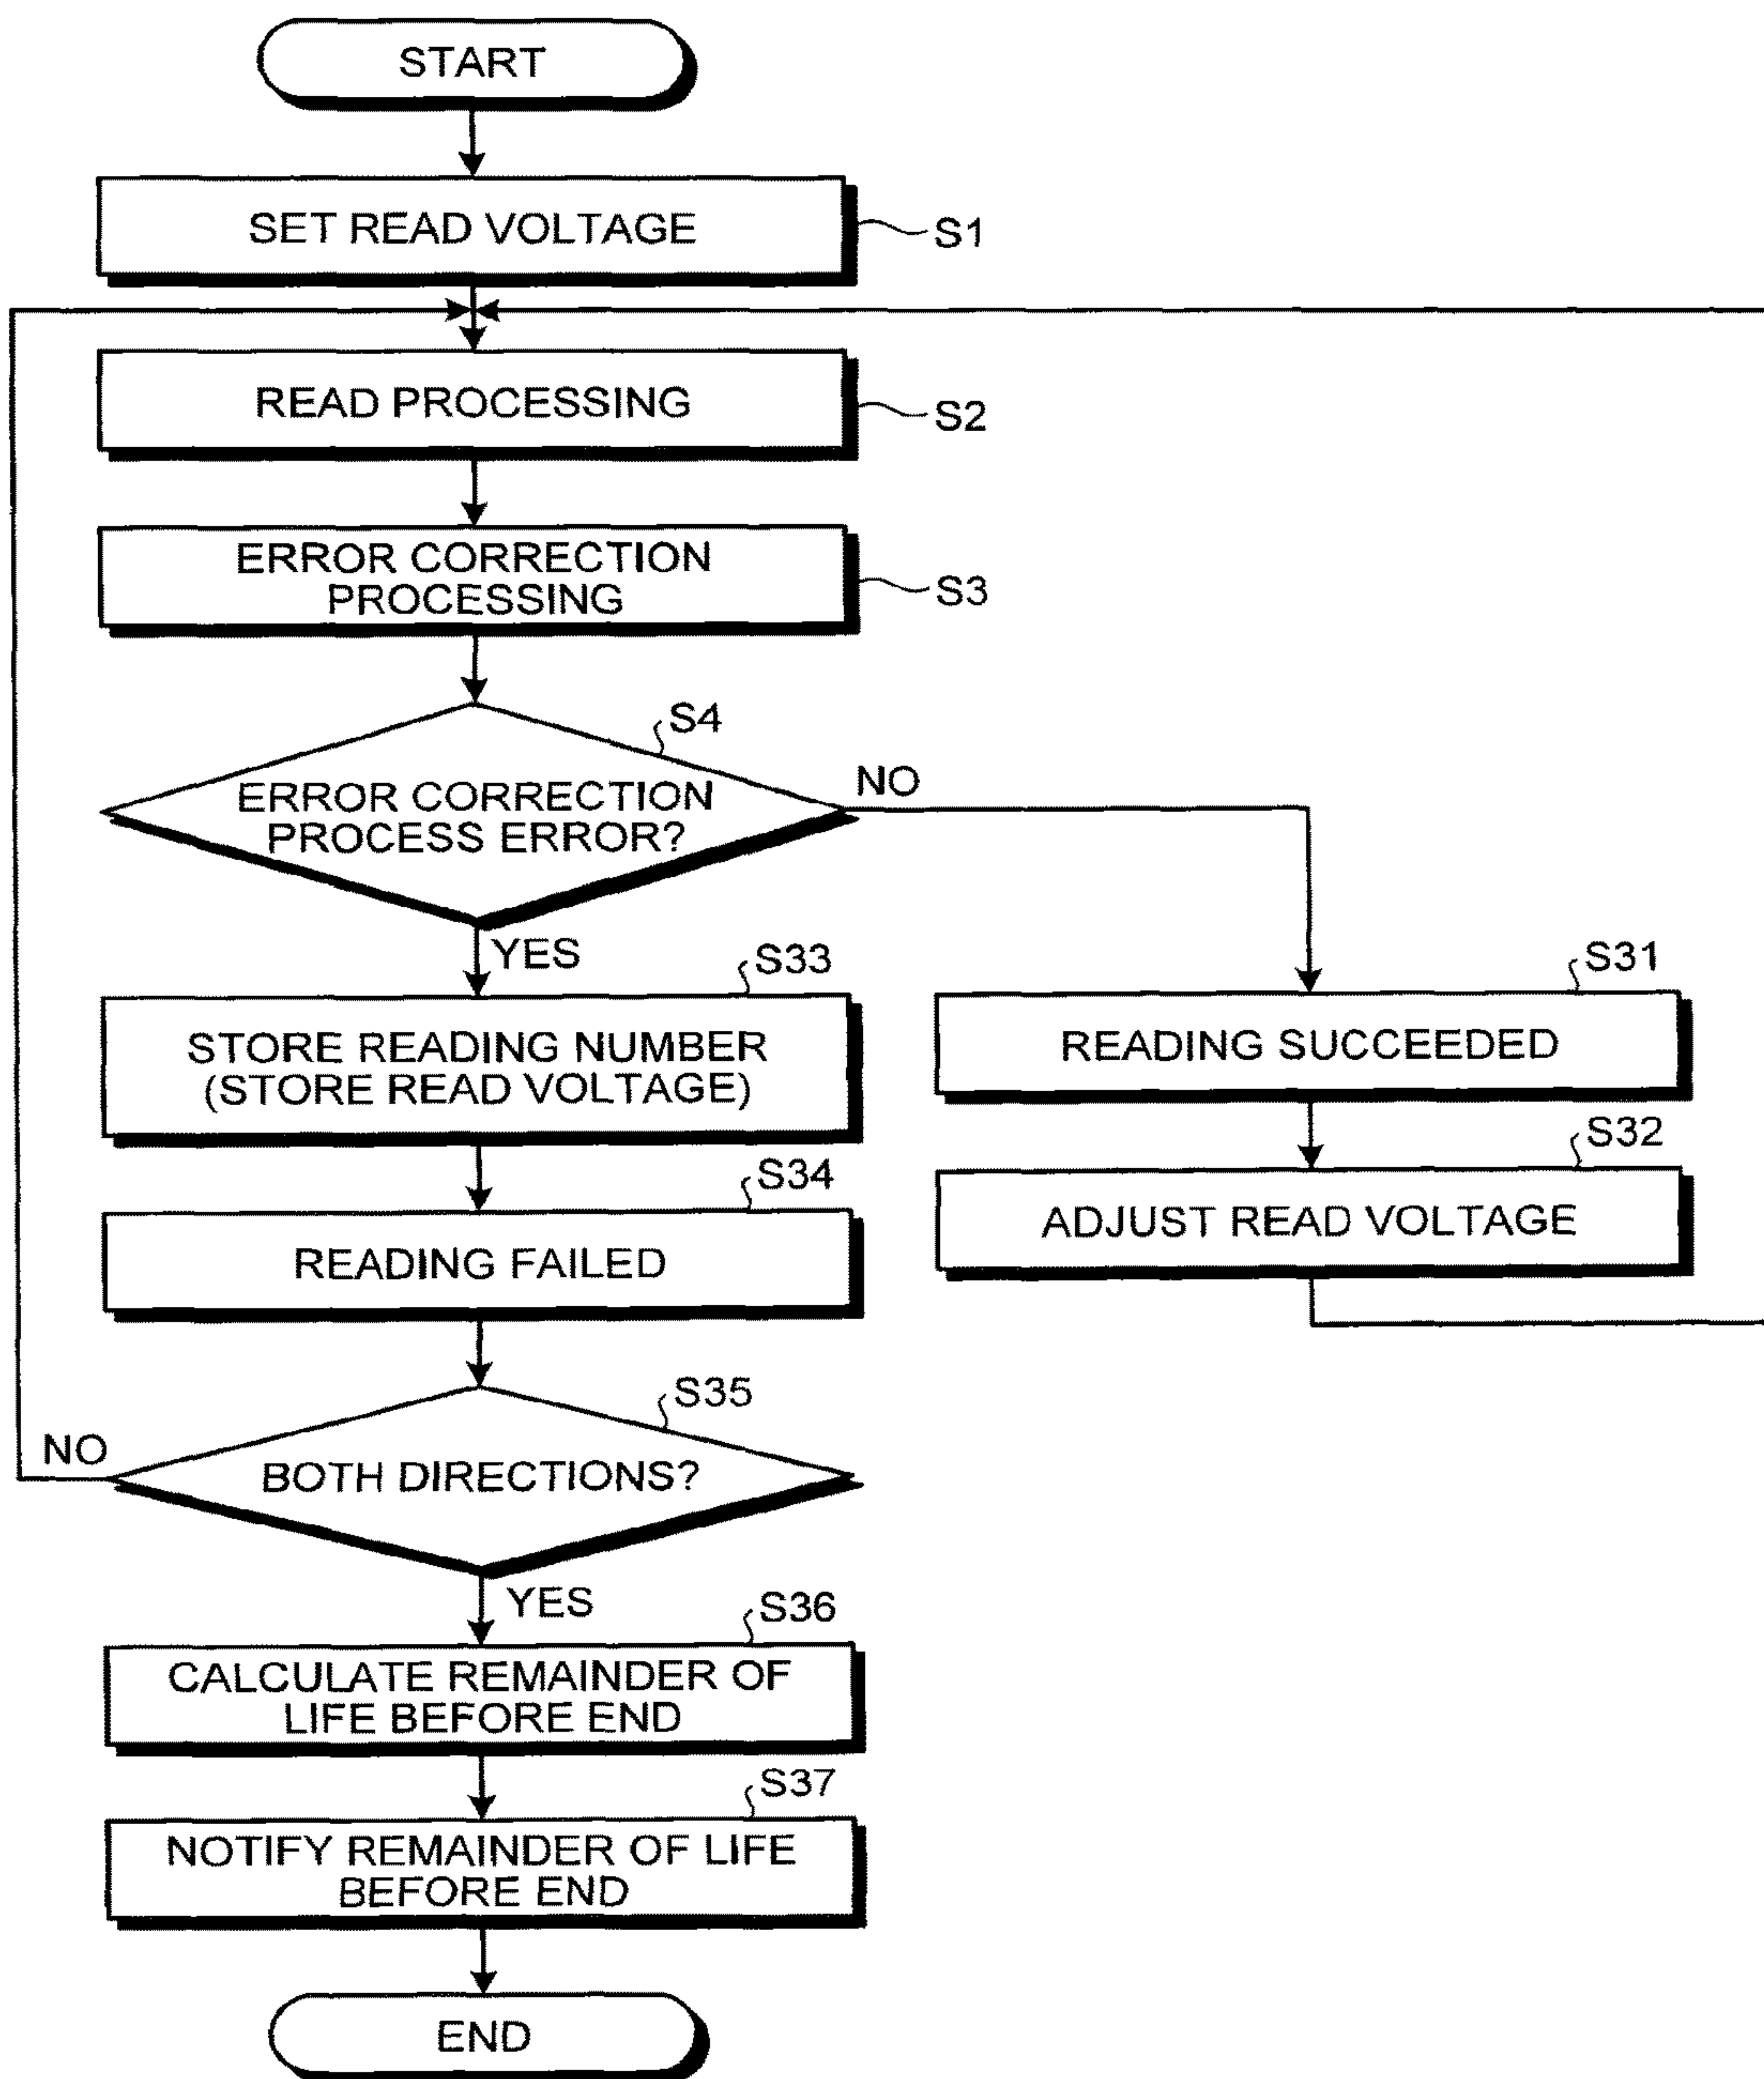 START
SET READ VOLTAGE
S1
READ PROCESSING
S2
ERROR CORRECTION
PROCESSING
S3
S4
ERROR CORRECTION
PROCESS ERROR?
NO
YES
S33
STORE READING NUMBER
(STORE READ VOLTAGE)
S31
READING SUCCEEDED
S32
ADJUST READ VOLTAGE
S34
READING FAILED
S35
BOTH DIRECTIONS?
NO
YES
S36
CALCULATE REMAINDER OF
LIFE BEFORE END
S37
NOTIFY REMAINDER OF LIFE
BEFORE END
END